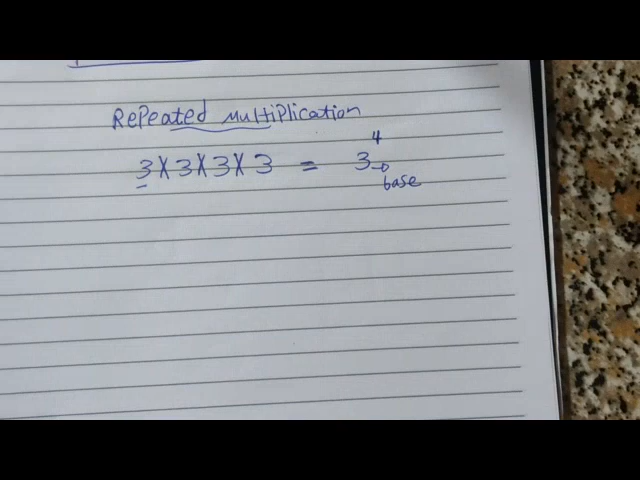 Repeated multiplication
3x3x3x3 = 3⁴
base